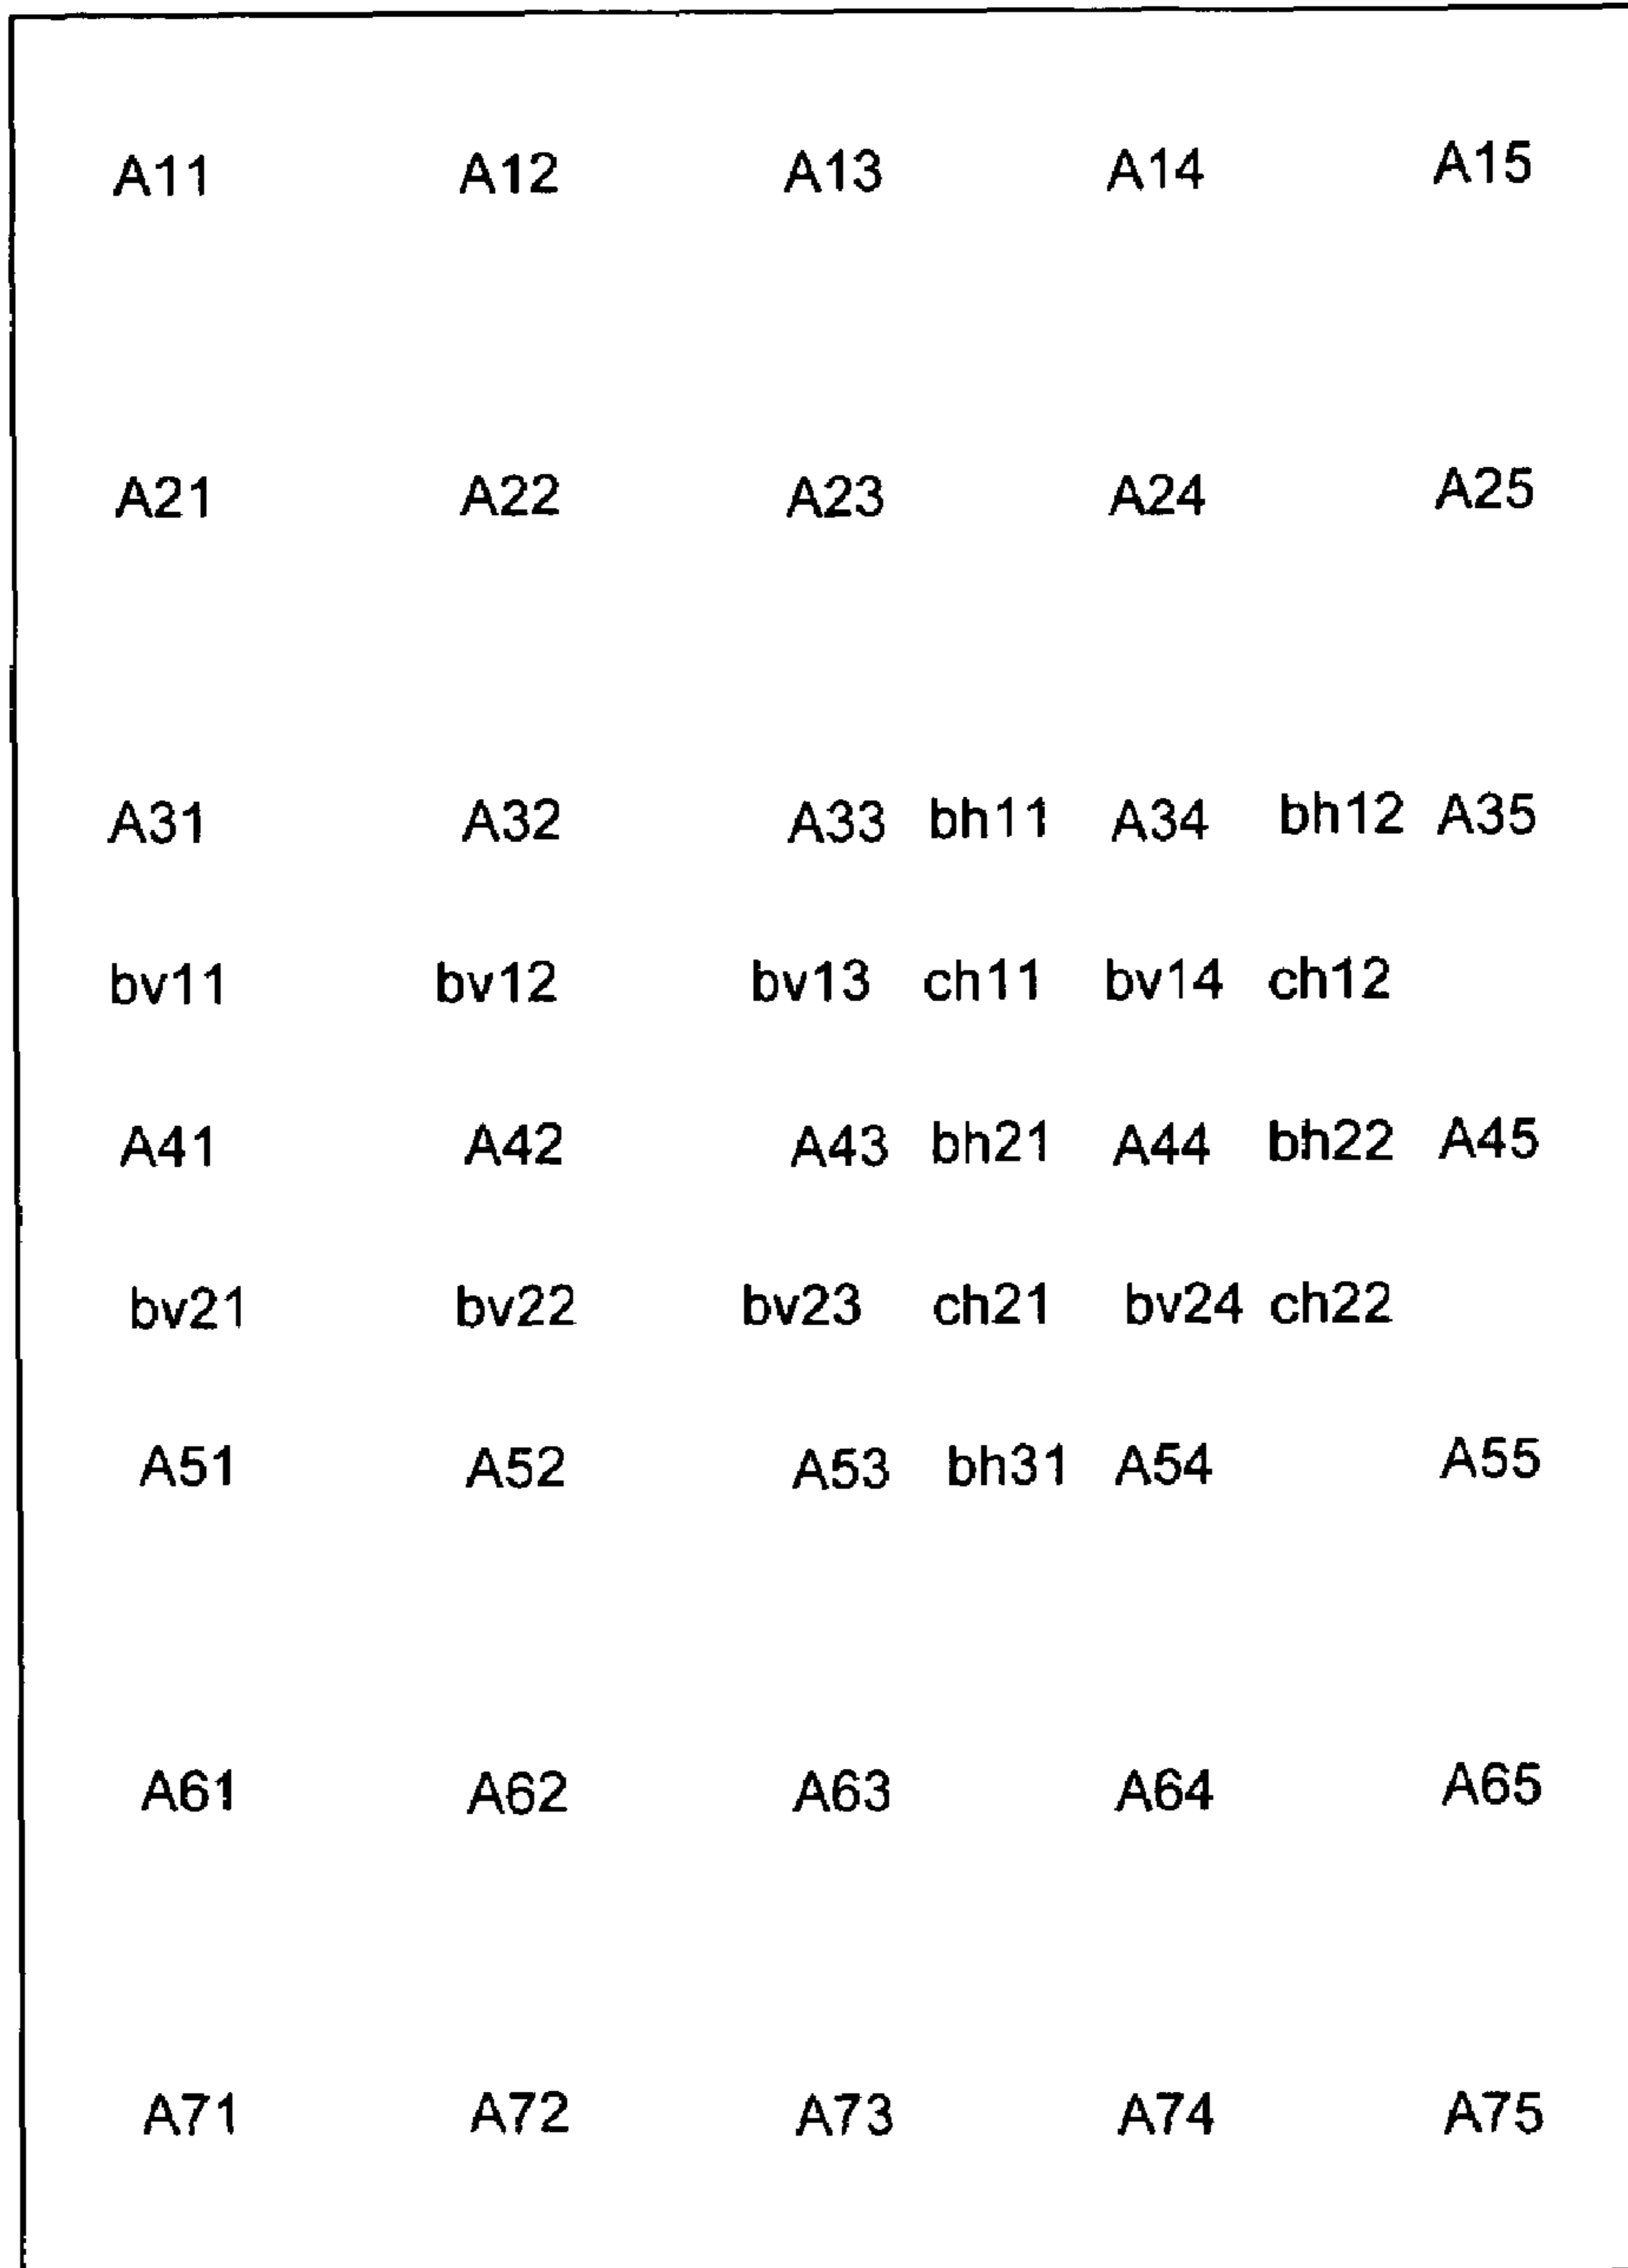 A11 A12 A13 A14 A15
A21 A22 A23 A24 A25
A31 A32 A33 bh11 A34 bh12 A35
bv11 bv12 bv13 ch11 bv14 ch12
A41 A42 A43 bh21 A44 bh22 A45
bv21 bv22 bv23 ch21 bv24 ch22
A51 A52 A53 bh31 A54 A55
A61 A62 A63 A64 A65
A71 A72 A73 A74 A75